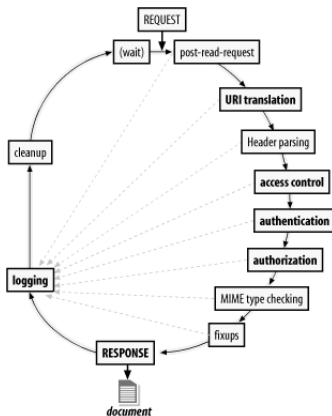 REQUEST
(wait)
post-read-request
URI translation
Header parsing
cleanup
access control
authentication
authorization
logging
MIME type checking
fixups
RESPONSE
document